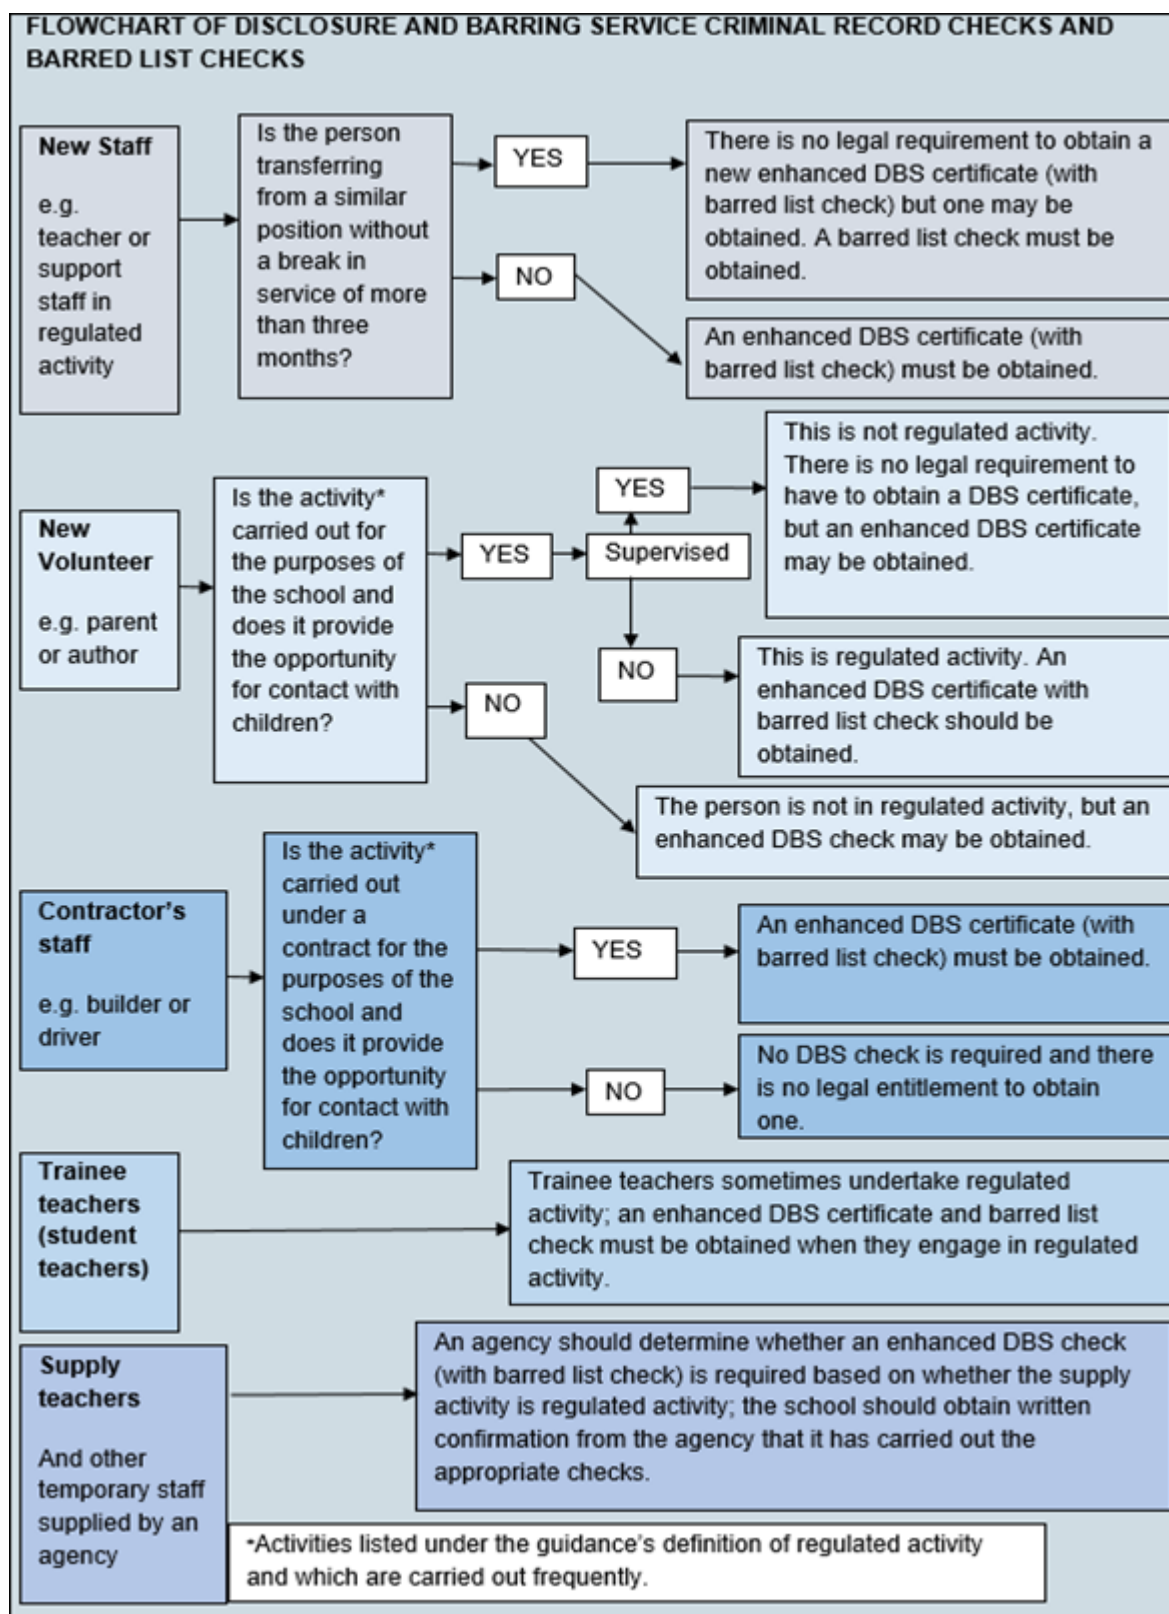 FLOWCHART OF DISCLOSURE AND BARRING SERVICE CRIMINAL RECORD CHECKS AND
BARRED LIST CHECKS
New Staff
e.g.
teacher or
support
staff in
regulated
activity
Is the person
transferring
from a similar
position without
a break in
service of more
than three
months?
YES
There is no legal requirement to obtain a
new enhanced DBS certificate (with
barred list check) but one may be
obtained. A barred list check must be
obtained.
NO
An enhanced DBS certificate (with
barred list check) must be obtained.
New
Volunteer
e.g. parent
or author
Is the activity*
carried out for
the purposes of
the school and
does it provide
the opportunity
for contact with
children?
YES
Supervised
YES
This is not regulated activity.
There is no legal requirement to
have to obtain a DBS certificate,
but an enhanced DBS certificate
may be obtained.
NO
This is regulated activity. An
enhanced DBS certificate with
barred list check should be
obtained.
NO
The person is not in regulated activity, but an
enhanced DBS check may be obtained.
Contractor's
staff
e.g. builder or
driver
Is the activity*
carried out
under a
contract for the
purposes of the
school and
does it provide
the opportunity
for contact with
children?
YES
An enhanced DBS certificate (with
barred list check) must be obtained.
NO
No DBS check is required and there
is no legal entitlement to obtain
one.
Trainee
teachers
(student
teachers)
Trainee teachers sometimes undertake regulated
activity; an enhanced DBS certificate and barred list
check must be obtained when they engage in regulated
activity.
Supply
teachers
And other
temporary staff
supplied by an
agency
An agency should determine whether an enhanced DBS check
(with barred list check) is required based on whether the supply
activity is regulated activity; the school should obtain written
confirmation from the agency that it has carried out the
appropriate checks.
*Activities listed under the guidance's definition of regulated activity
and which are carried out frequently.